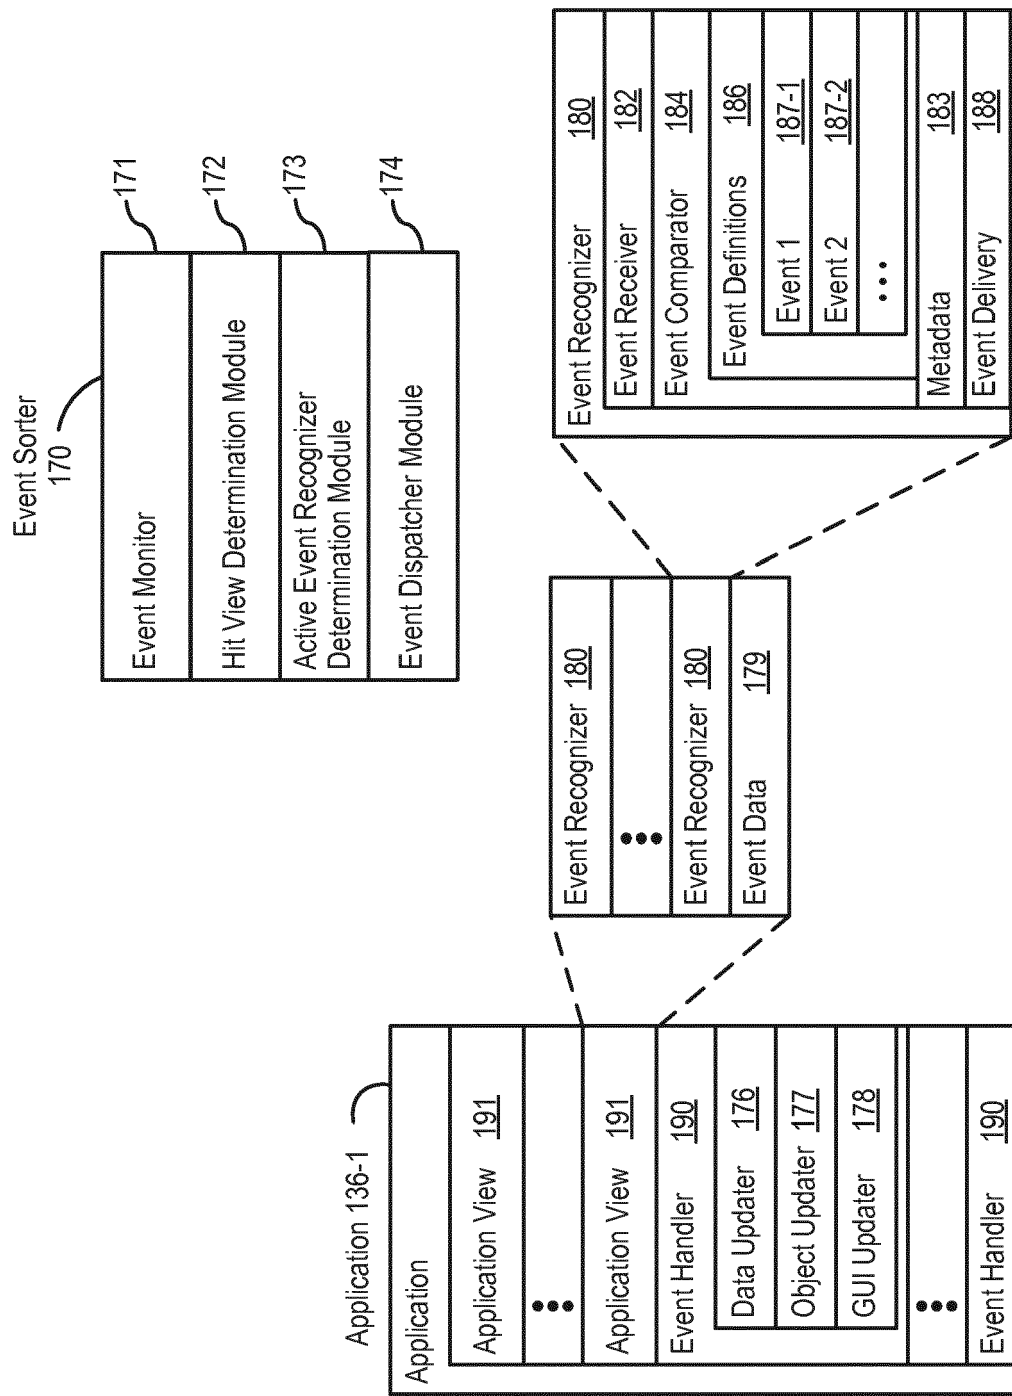 Event Sorter
170
Event Monitor
171
Hit View Determination Module
172
Active Event Recognizer
Determination Module
173
Event Dispatcher Module
174
Application 136-1
Application
Application View 191
•••
Application View 191
Event Handler 190
Data Updater 176
Object Updater 177
GUI Updater 178
•••
Event Handler 190
Event Recognizer 180
•••
Event Recognizer 180
Event Data 179
Event Recognizer 180
Event Receiver 182
Event Comparator 184
Event Definitions 186
Event 1 187-1
Event 2 187-2
•••
Metadata 183
Event Delivery 188